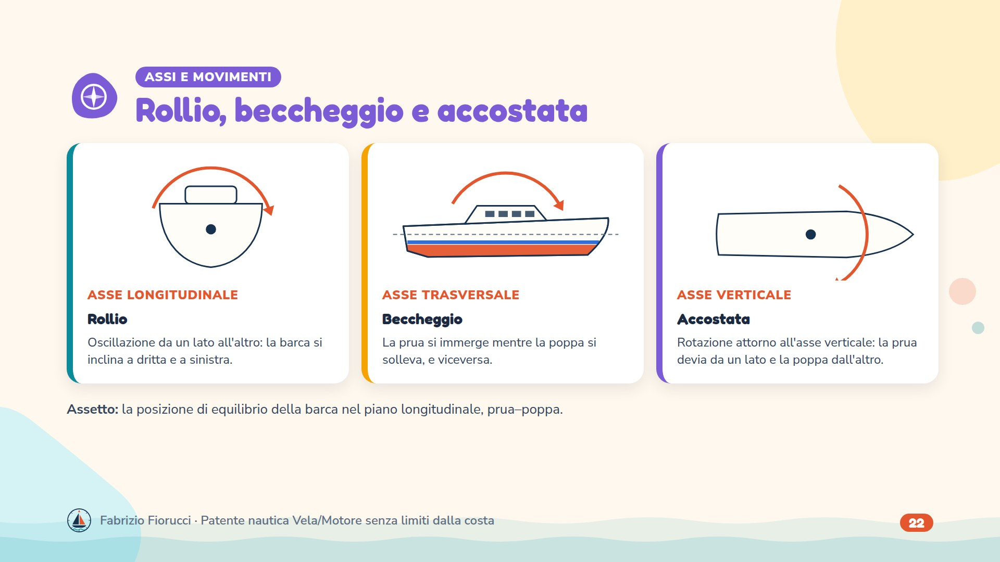 ASSI E MOVIMENTI
Rollio, beccheggio e accostata
ASSE LONGITUDINALE
Rollio
Oscillazione da un lato all'altro: la barca si
inclina a dritta e a sinistra.
ASSE TRASVERSALE
Beccheggio
La prua si immerge mentre la poppa si
solleva, e viceversa.
ASSE VERTICALE
Accostata
Rotazione attorno all'asse verticale: la prua
devia da un lato e la poppa dall'altro.
Assetto: la posizione di equilibrio della barca nel piano longitudinale, prua–poppa.
Fabrizio Fiorucci · Patente nautica Vela/Motore senza limiti dalla costa
22